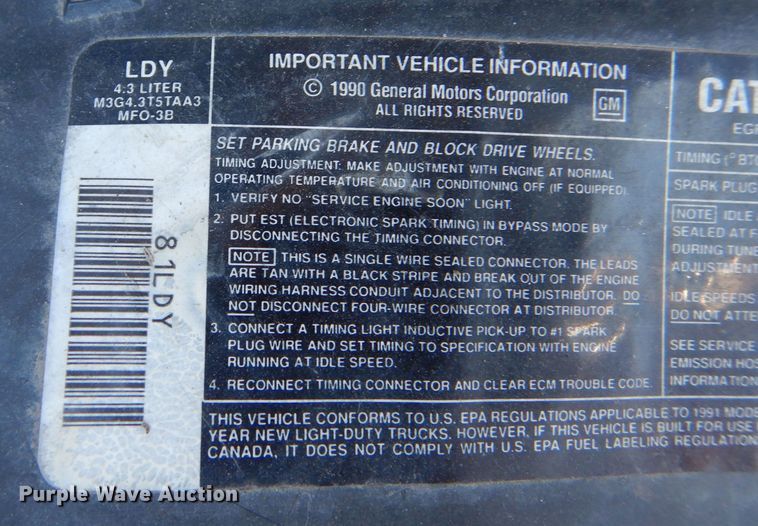 LDY
4.3 LITER
M3G4.3T5TAA3
MFO-3B
8 1LDY
IMPORTANT VEHICLE INFORMATION
© 1990 General Motors Corporation
ALL RIGHTS RESERVED
GM
SET PARKING BRAKE AND BLOCK DRIVE WHEELS.
TIMING ADJUSTMENT: MAKE ADJUSTMENT WITH ENGINE AT NORMAL
OPERATING TEMPERATURE AND AIR CONDITIONING OFF (IF EQUIPPED).
1. VERIFY NO "SERVICE ENGINE SOON" LIGHT.
2. PUT EST (ELECTRONIC SPARK TIMING) IN BYPASS MODE BY
DISCONNECTING THE TIMING CONNECTOR.
NOTE THIS IS A SINGLE WIRE SEALED CONNECTOR. THE LEADS
ARE TAN WITH A BLACK STRIPE AND BREAK OUT OF THE ENGINE
WIRING HARNESS CONDUIT ADJACENT TO THE DISTRIBUTOR. DO
NOT DISCONNECT FOUR-WIRE CONNECTOR AT DISTRIBUTOR.
3. CONNECT A TIMING LIGHT INDUCTIVE PICK-UP TO #1 SPARK
PLUG WIRE AND SET TIMING TO SPECIFICATION WITH ENGINE
RUNNING AT IDLE SPEED.
4. RECONNECT TIMING CONNECTOR AND CLEAR ECM TROUBLE CODE.
CAT
EGR
TIMING (°BT
SPARK PLUG
NOTE IDLE
SEALED AT F
DURING TUNE
ADJUSTMENT
IDLE SPEEDS
DO NOT ATTE
SEE SERVICE
EMISSION HOS
INFORMATION
THIS VEHICLE CONFORMS TO U.S. EPA REGULATIONS APPLICABLE TO 1991 MODE
YEAR NEW LIGHT-DUTY TRUCKS. HOWEVER, IF THIS VEHICLE IS BUILT FOR USE
CANADA, IT DOES NOT COMPLY WITH U.S. EPA FUEL LABELING REGULATION
Purple Wave Auction